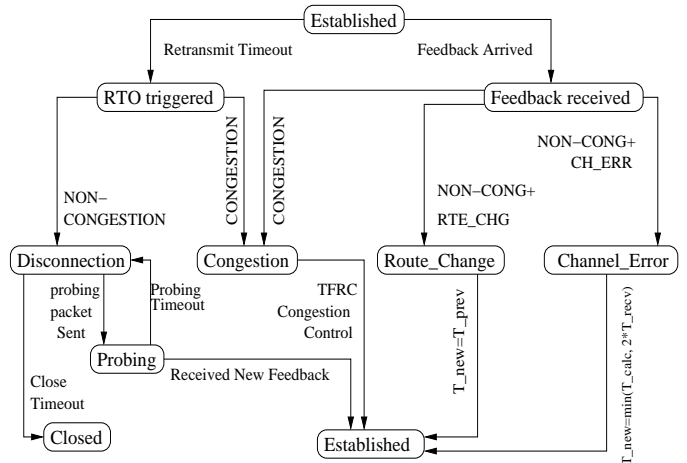 Established
Retransmit Timeout
Feedback Arrived
RTO triggered
Feedback received
CONGESTION
CONGESTION
NON−CONG+
CH_ERR
NON−
CONGESTION
NON−CONG+
RTE_CHG
Disconnection
Congestion
Route_Change
Channel_Error
probing
packet
Sent
Probing
Timeout
TFRC
Congestion
Control
T_new=T_prev
T_new=min(T_calc, 2*T_recv)
Probing
Received New Feedback
Close
Timeout
Closed
Established